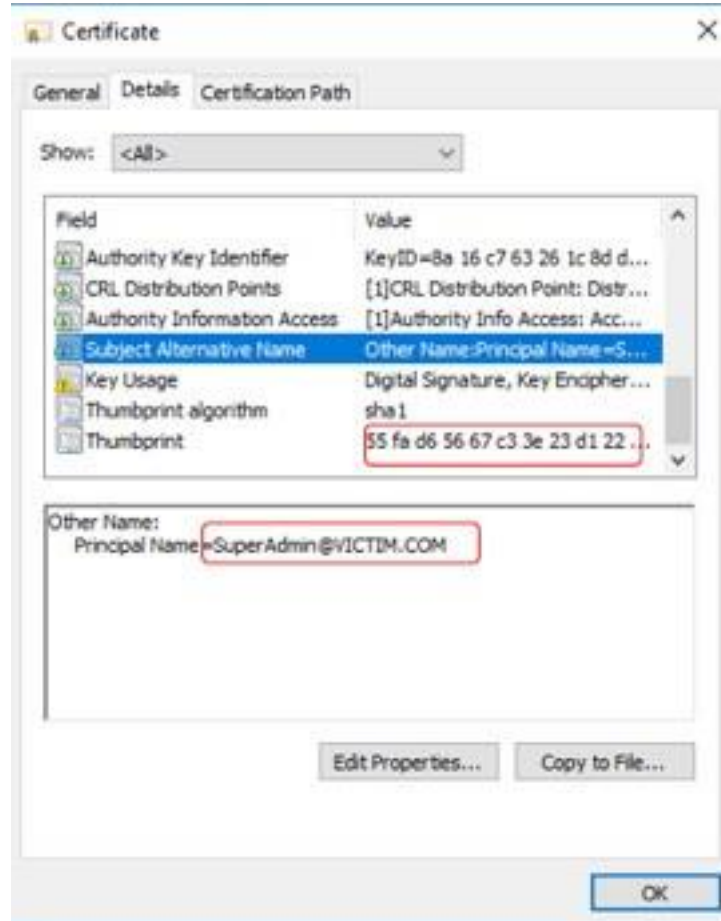 Certificate
General Details Certification Path
Show: <All>
Field Value
Authority Key Identifier KeyID=8a 16 c7 63 26 1c 8d d...
CRL Distribution Points [1]CRL Distribution Point: Distr...
Authority Information Access [1]Authority Info Access: Acc...
Subject Alternative Name Other Name:Principal Name=S...
Key Usage Digital Signature, Key Encipher...
Thumbprint algorithm sha1
Thumbprint 55 fa d6 56 67 c3 3e 23 d1 22 ...
Other Name:
Principal Name=SuperAdmin@VICTIM.COM
Edit Properties... Copy to File...
OK